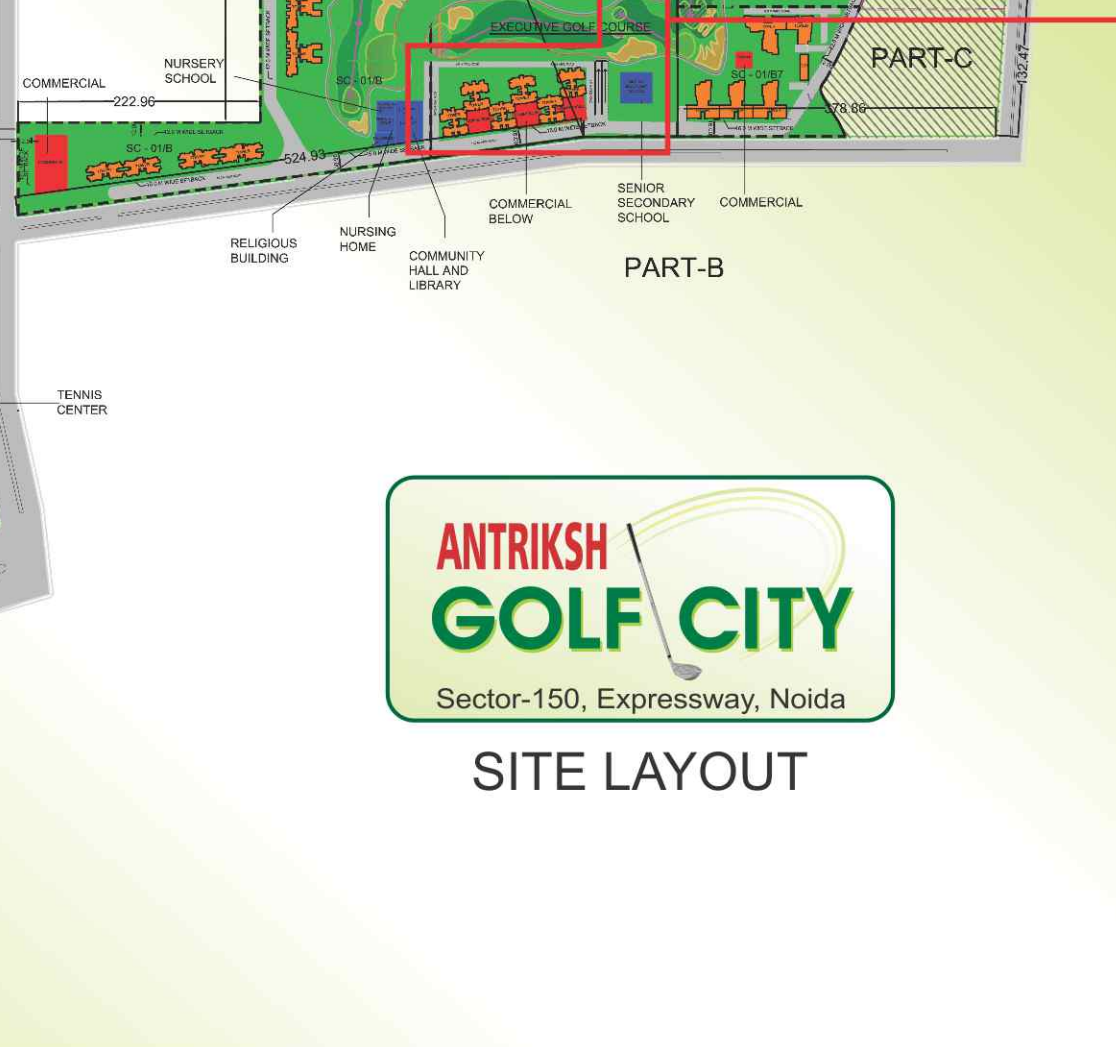 EXECUTIVE GOLF COURSE
PART-C
132.47
NURSERY
SCHOOL
COMMERCIAL
SC - 01/B
SC - 01/B7
222.96
378.66
SC - 01/B
524.93
SENIOR
SECONDARY
SCHOOL
COMMERCIAL
BELOW
COMMERCIAL
RELIGIOUS
BUILDING
NURSING
HOME
COMMUNITY
HALL AND
LIBRARY
PART-B
TENNIS
CENTER
ANTRIKSH
GOLF CITY
Sector-150, Expressway, Noida
SITE LAYOUT